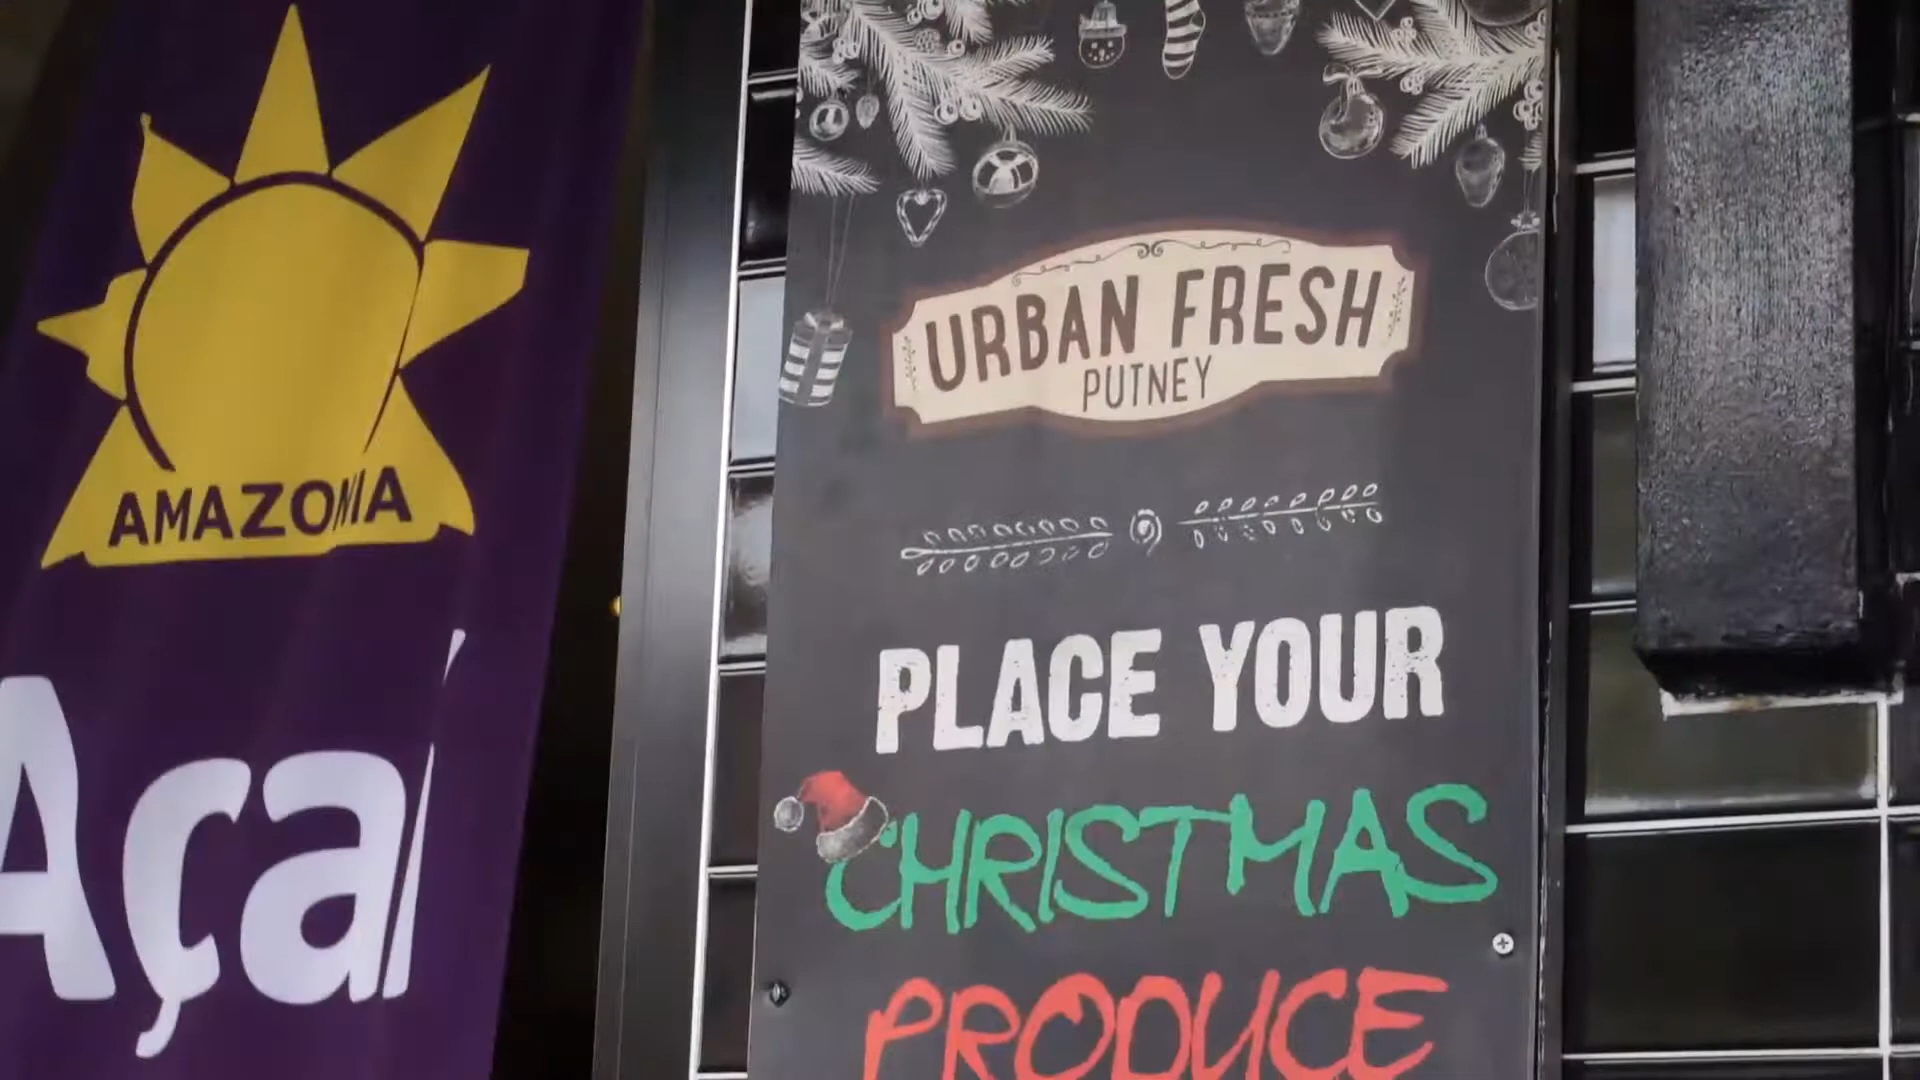 AMAZONIA
Açaí
URBAN FRESH
PUTNEY
PLACE YOUR
CHRISTMAS
PRODUCE